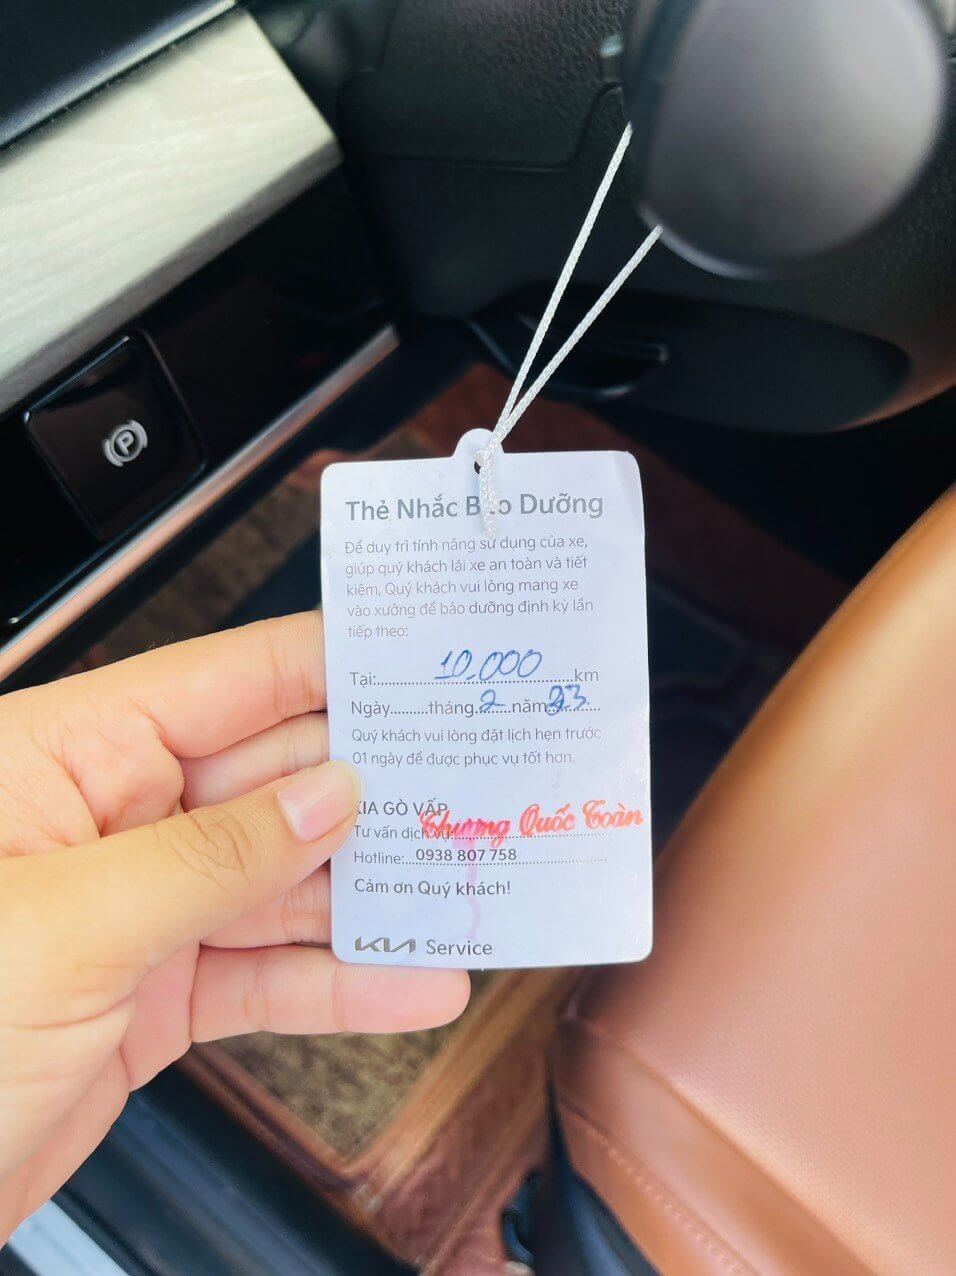 Thẻ Nhắc Bảo Dưỡng
Để duy trì tính năng sử dụng của xe,
giúp quý khách lái xe an toàn và tiết
kiệm, Quý khách vui lòng mang xe
vào xưởng để bảo dưỡng định kỳ lần
tiếp theo:
Tại:..............10,000..............km
Ngày.........tháng..2..năm..23..
Quý khách vui lòng đặt lịch hẹn trước
01 ngày để được phục vụ tốt hơn.
KIA GÒ VẤP
Tư vấn dịch vụ: Quốc Toàn
Hotline: 0938 807 758
Cảm ơn Quý khách!
KIA Service
P